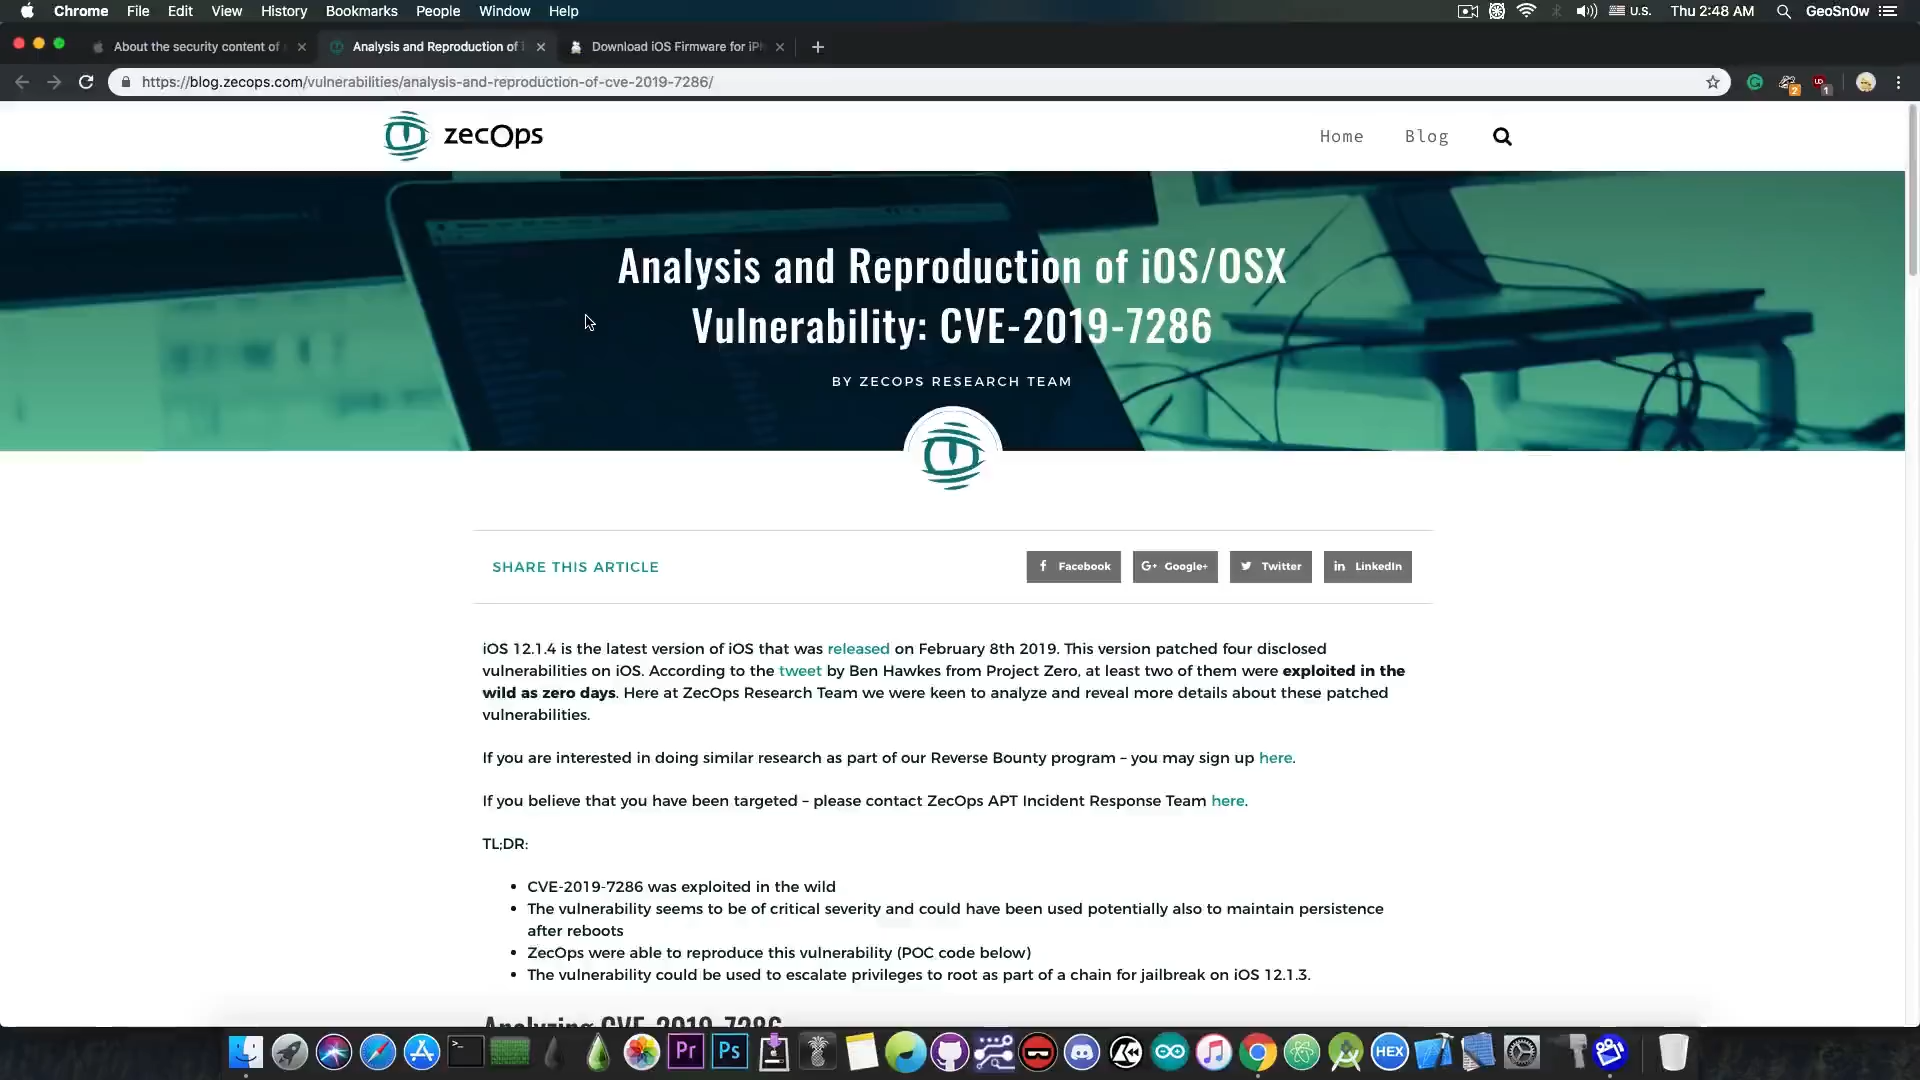 Chrome File Edit View History Bookmarks People Window Help U.S. Thu 2:48 AM GeoSn0w
About the security content of Analysis and Reproduction of Download iOS Firmware for
https://blog.zecops.com/vulnerabilities/analysis-and-reproduction-of-cve-2019-7286/ 2 1
zecOps Home Blog
Analysis and Reproduction of iOS/OSX
Vulnerability: CVE-2019-7286
BY ZECOPS RESEARCH TEAM
SHARE THIS ARTICLE Facebook G+ Google+ Twitter in LinkedIn
iOS 12.1.4 is the latest version of iOS that was released on February 8th 2019. This version patched four disclosed
vulnerabilities on iOS. According to the tweet by Ben Hawkes from Project Zero, at least two of them were exploited in the
wild as zero days. Here at ZecOps Research Team we were keen to analyze and reveal more details about these patched
vulnerabilities.
If you are interested in doing similar research as part of our Reverse Bounty program – you may sign up here.
If you believe that you have been targeted – please contact ZecOps APT Incident Response Team here.
TL;DR:
• CVE-2019-7286 was exploited in the wild
• The vulnerability seems to be of critical severity and could have been used potentially also to maintain persistence
after reboots
• ZecOps were able to reproduce this vulnerability (POC code below)
• The vulnerability could be used to escalate privileges to root as part of a chain for jailbreak on iOS 12.1.3.
Analyzing CVE-2019-7286
Pr Ps HEX